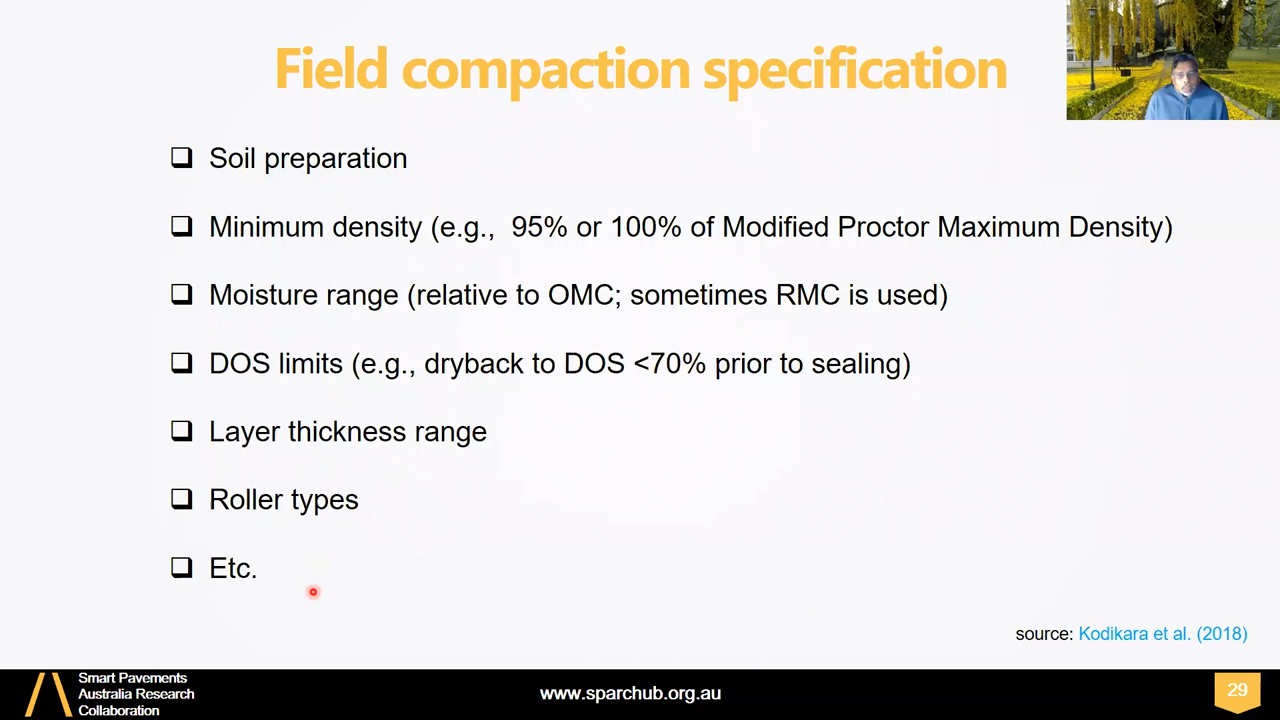 Field compaction specification
❑ Soil preparation
❑ Minimum density (e.g., 95% or 100% of Modified Proctor Maximum Density)
❑ Moisture range (relative to OMC; sometimes RMC is used)
❑ DOS limits (e.g., dryback to DOS <70% prior to sealing)
❑ Layer thickness range
❑ Roller types
❑ Etc.
source: Kodikara et al. (2018)
Smart Pavements
Australia Research
Collaboration
www.sparchub.org.au
29